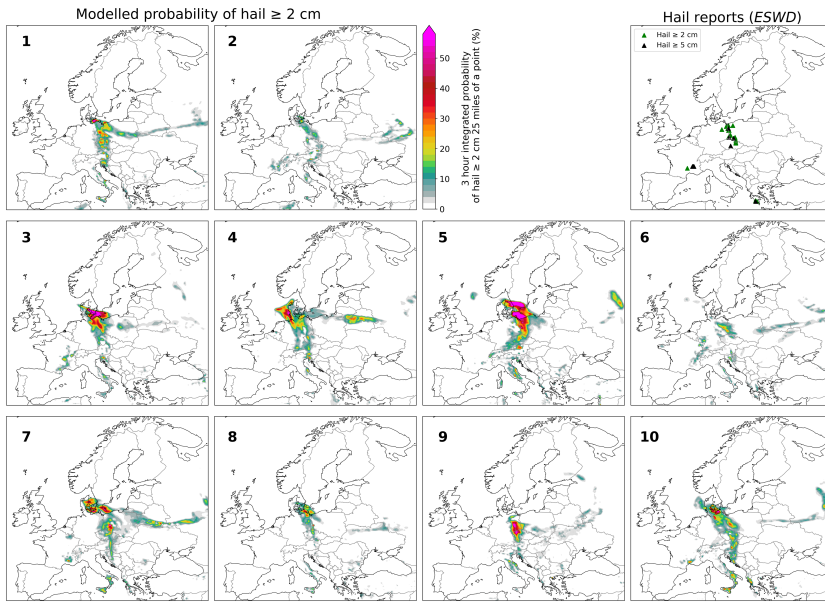 Modelled probability of hail ≥ 2 cm
Hail reports (ESWD)
1
2
50
40
30
20
10
0
3 hour integrated probability
of hail ≥ 2 cm 25 miles of a point (%)
Hail ≥ 2 cm
Hail ≥ 5 cm
3
4
5
6
7
8
9
10